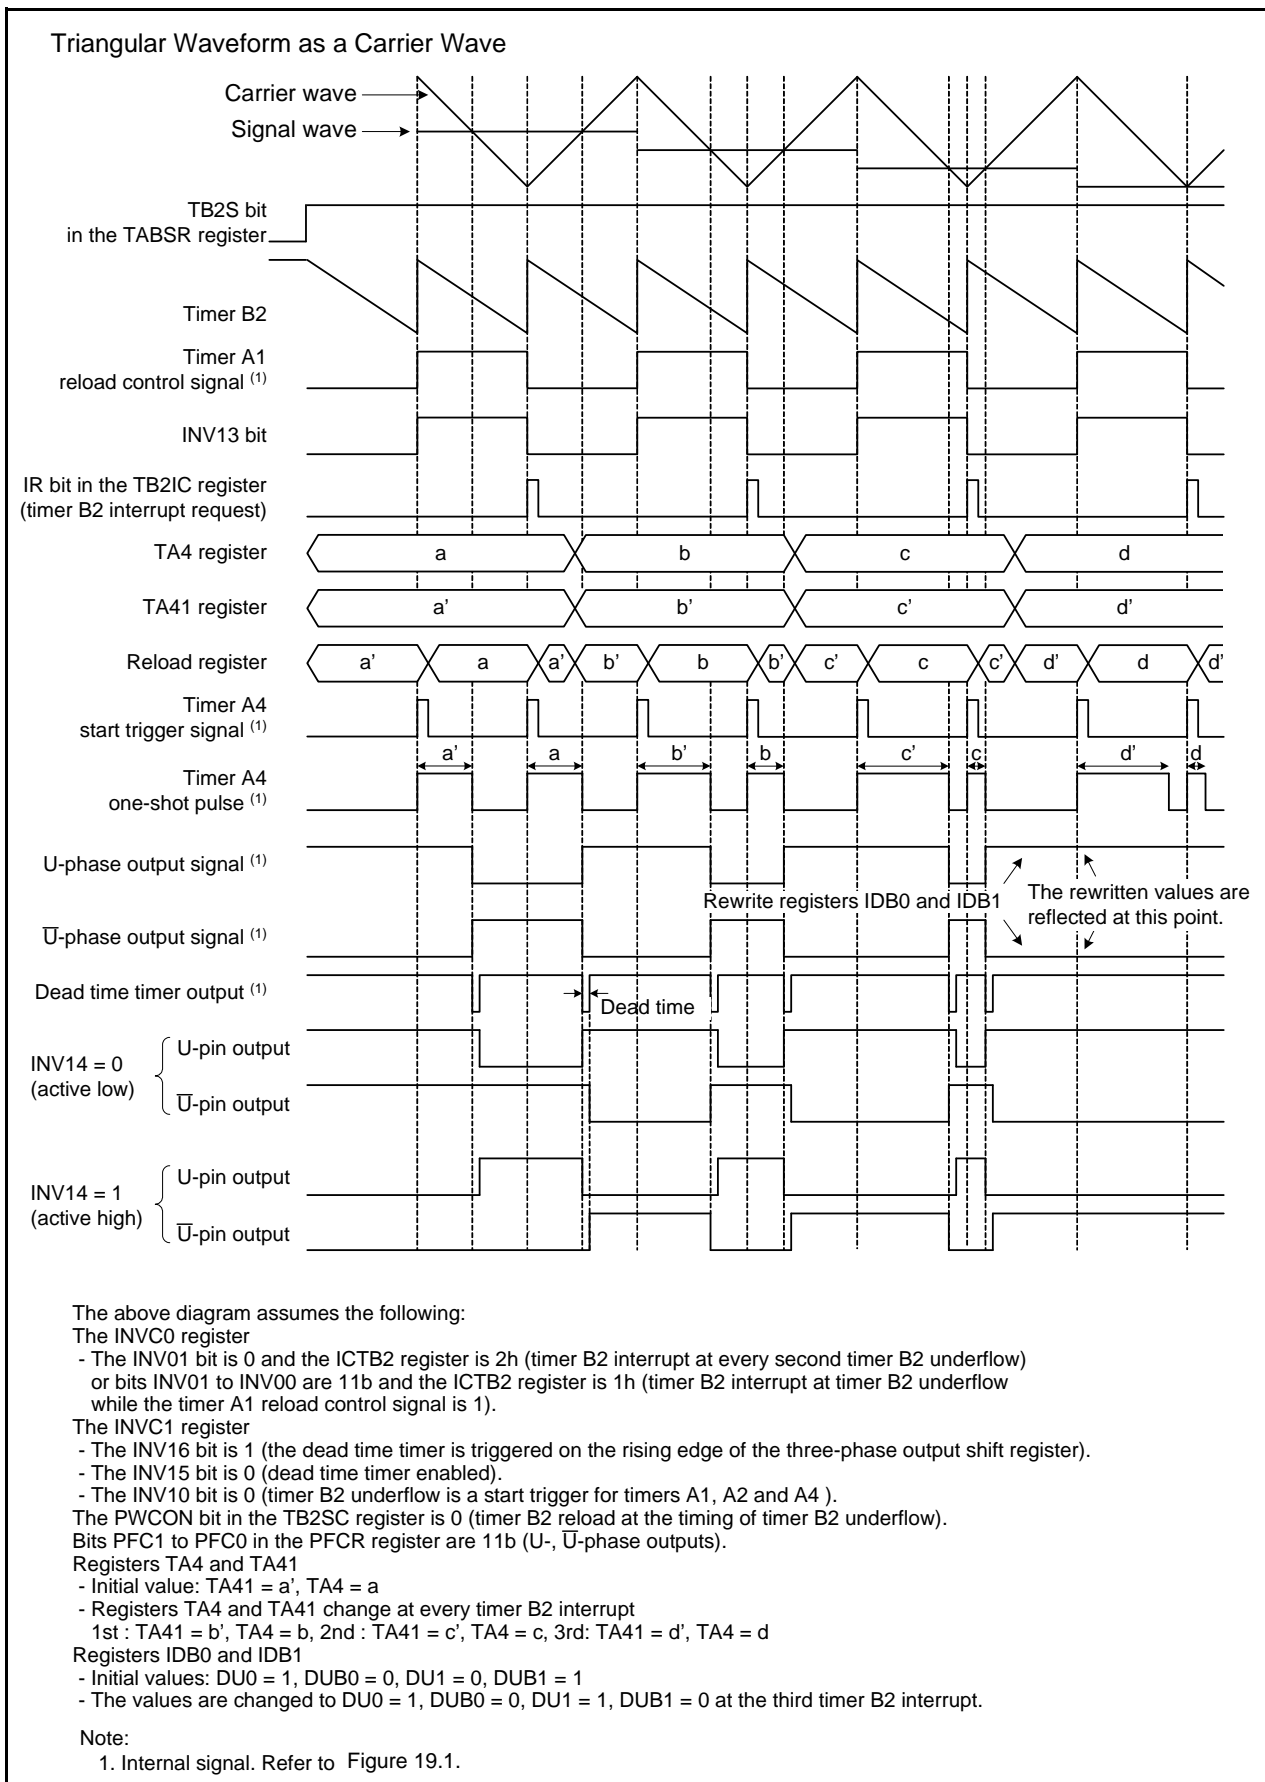 Triangular Waveform as a Carrier Wave
Carrier wave
Signal wave
TB2S bit
in the TABSR register
Timer B2
Timer A1
reload control signal (1)
INV13 bit
IR bit in the TB2IC register
(timer B2 interrupt request)
TA4 register a b c d
TA41 register a’ b’ c’ d’
Reload register a’ a a’ b’ b b’ c’ c c’ d’ d d’
Timer A4
start trigger signal (1)
a’ a b’ b c’ c d’ d
Timer A4
one-shot pulse (1)
U-phase output signal (1)
Rewrite registers IDB0 and IDB1
The rewritten values are
reflected at this point.
U̅-phase output signal (1)
Dead time timer output (1)
Dead time
INV14 = 0
(active low)
U-pin output
U̅-pin output
INV14 = 1
(active high)
U-pin output
U̅-pin output
The above diagram assumes the following:
The INVC0 register
- The INV01 bit is 0 and the ICTB2 register is 2h (timer B2 interrupt at every second timer B2 underflow)
or bits INV01 to INV00 are 11b and the ICTB2 register is 1h (timer B2 interrupt at timer B2 underflow
while the timer A1 reload control signal is 1).
The INVC1 register
- The INV16 bit is 1 (the dead time timer is triggered on the rising edge of the three-phase output shift register).
- The INV15 bit is 0 (dead time timer enabled).
- The INV10 bit is 0 (timer B2 underflow is a start trigger for timers A1, A2 and A4 ).
The PWCON bit in the TB2SC register is 0 (timer B2 reload at the timing of timer B2 underflow).
Bits PFC1 to PFC0 in the PFCR register are 11b (U-, U̅-phase outputs).
Registers TA4 and TA41
- Initial value: TA41 = a’, TA4 = a
- Registers TA4 and TA41 change at every timer B2 interrupt
1st : TA41 = b’, TA4 = b, 2nd : TA41 = c’, TA4 = c, 3rd: TA41 = d’, TA4 = d
Registers IDB0 and IDB1
- Initial values: DU0 = 1, DUB0 = 0, DU1 = 0, DUB1 = 1
- The values are changed to DU0 = 1, DUB0 = 0, DU1 = 1, DUB1 = 0 at the third timer B2 interrupt.
Note:
1. Internal signal. Refer to Figure 19.1.